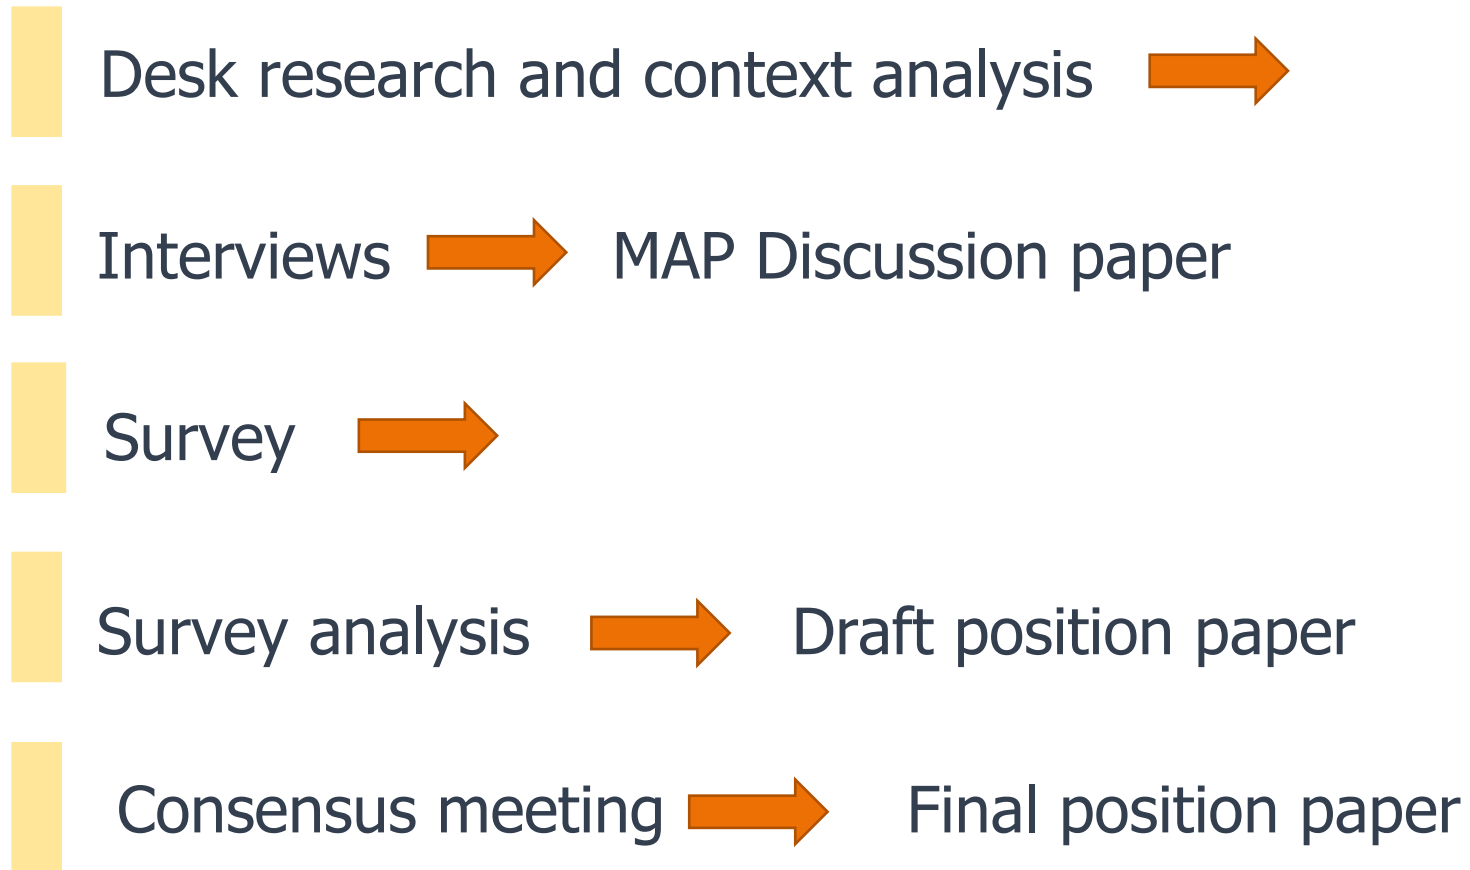 Desk research and context analysis
Interviews MAP Discussion paper
Survey
Survey analysis Draft position paper
Consensus meeting Final position paper